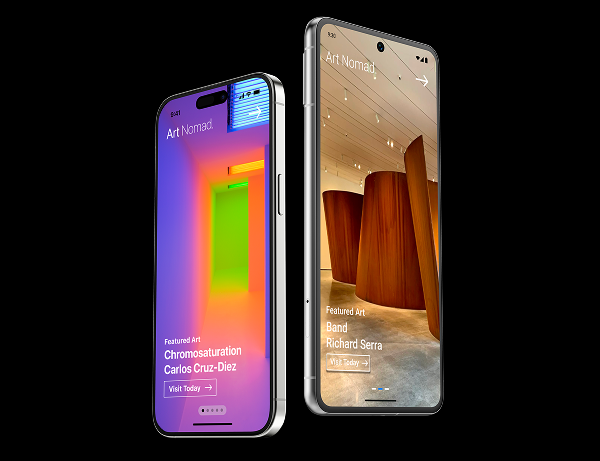 9:41
Art Nomad.
Featured Art
Chromosaturation
Carlos Cruz-Diez
Visit Today →
9:30
Art Nomad.
→
Featured Art
Band
Richard Serra
Visit Today →